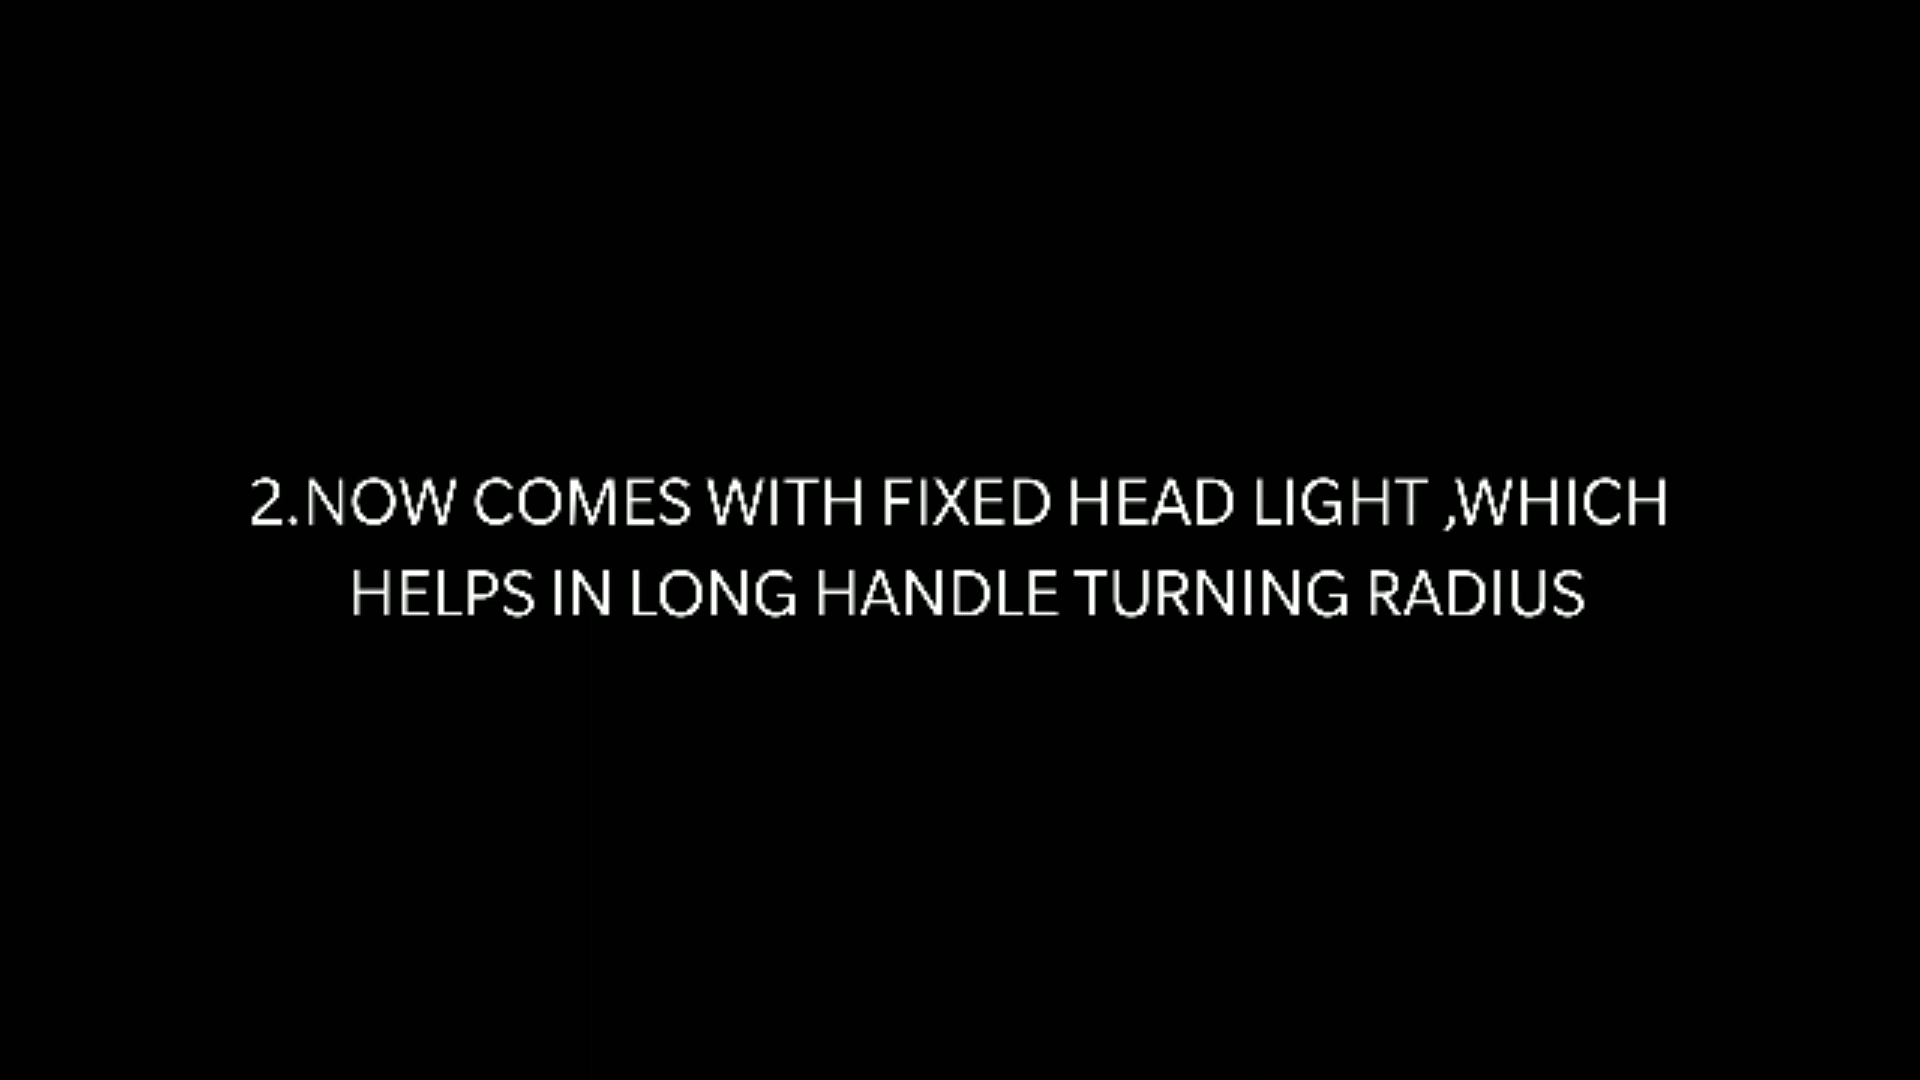 2.NOW COMES WITH FIXED HEAD LIGHT ,WHICH
HELPS IN LONG HANDLE TURNING RADIUS